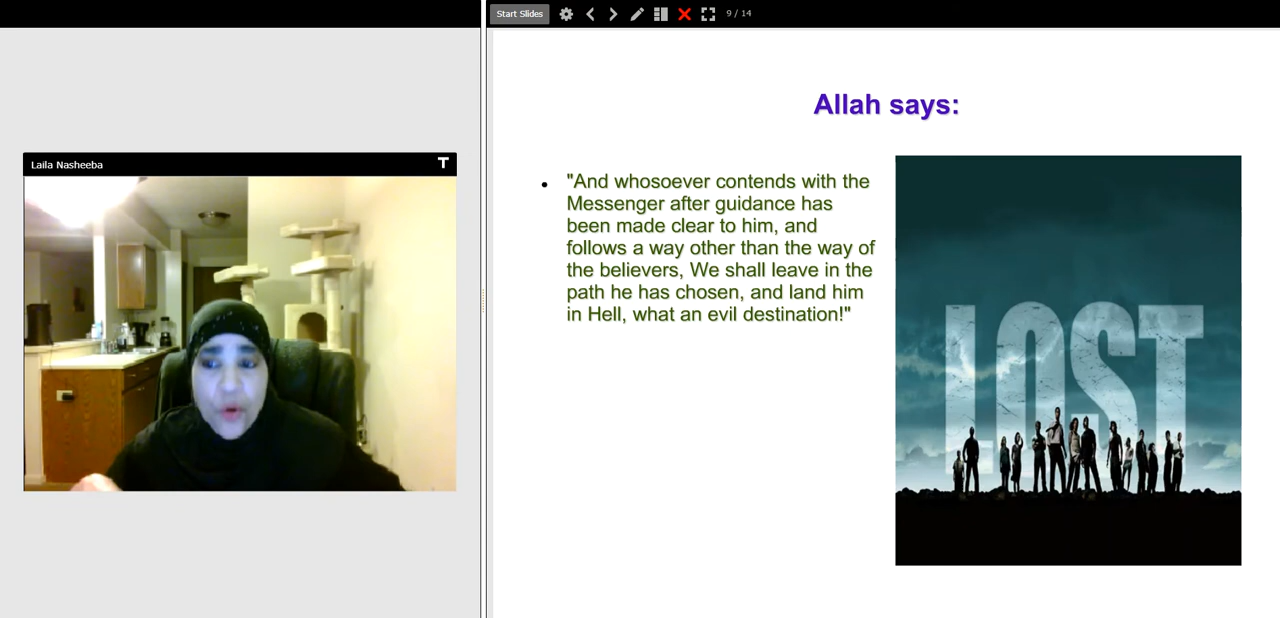 Start Slides
9 / 14
Laila Nasheeba
T
Allah says:
"And whosoever contends with the
Messenger after guidance has
been made clear to him, and
follows a way other than the way of
the believers, We shall leave in the
path he has chosen, and land him
in Hell, what an evil destination!"
LOST